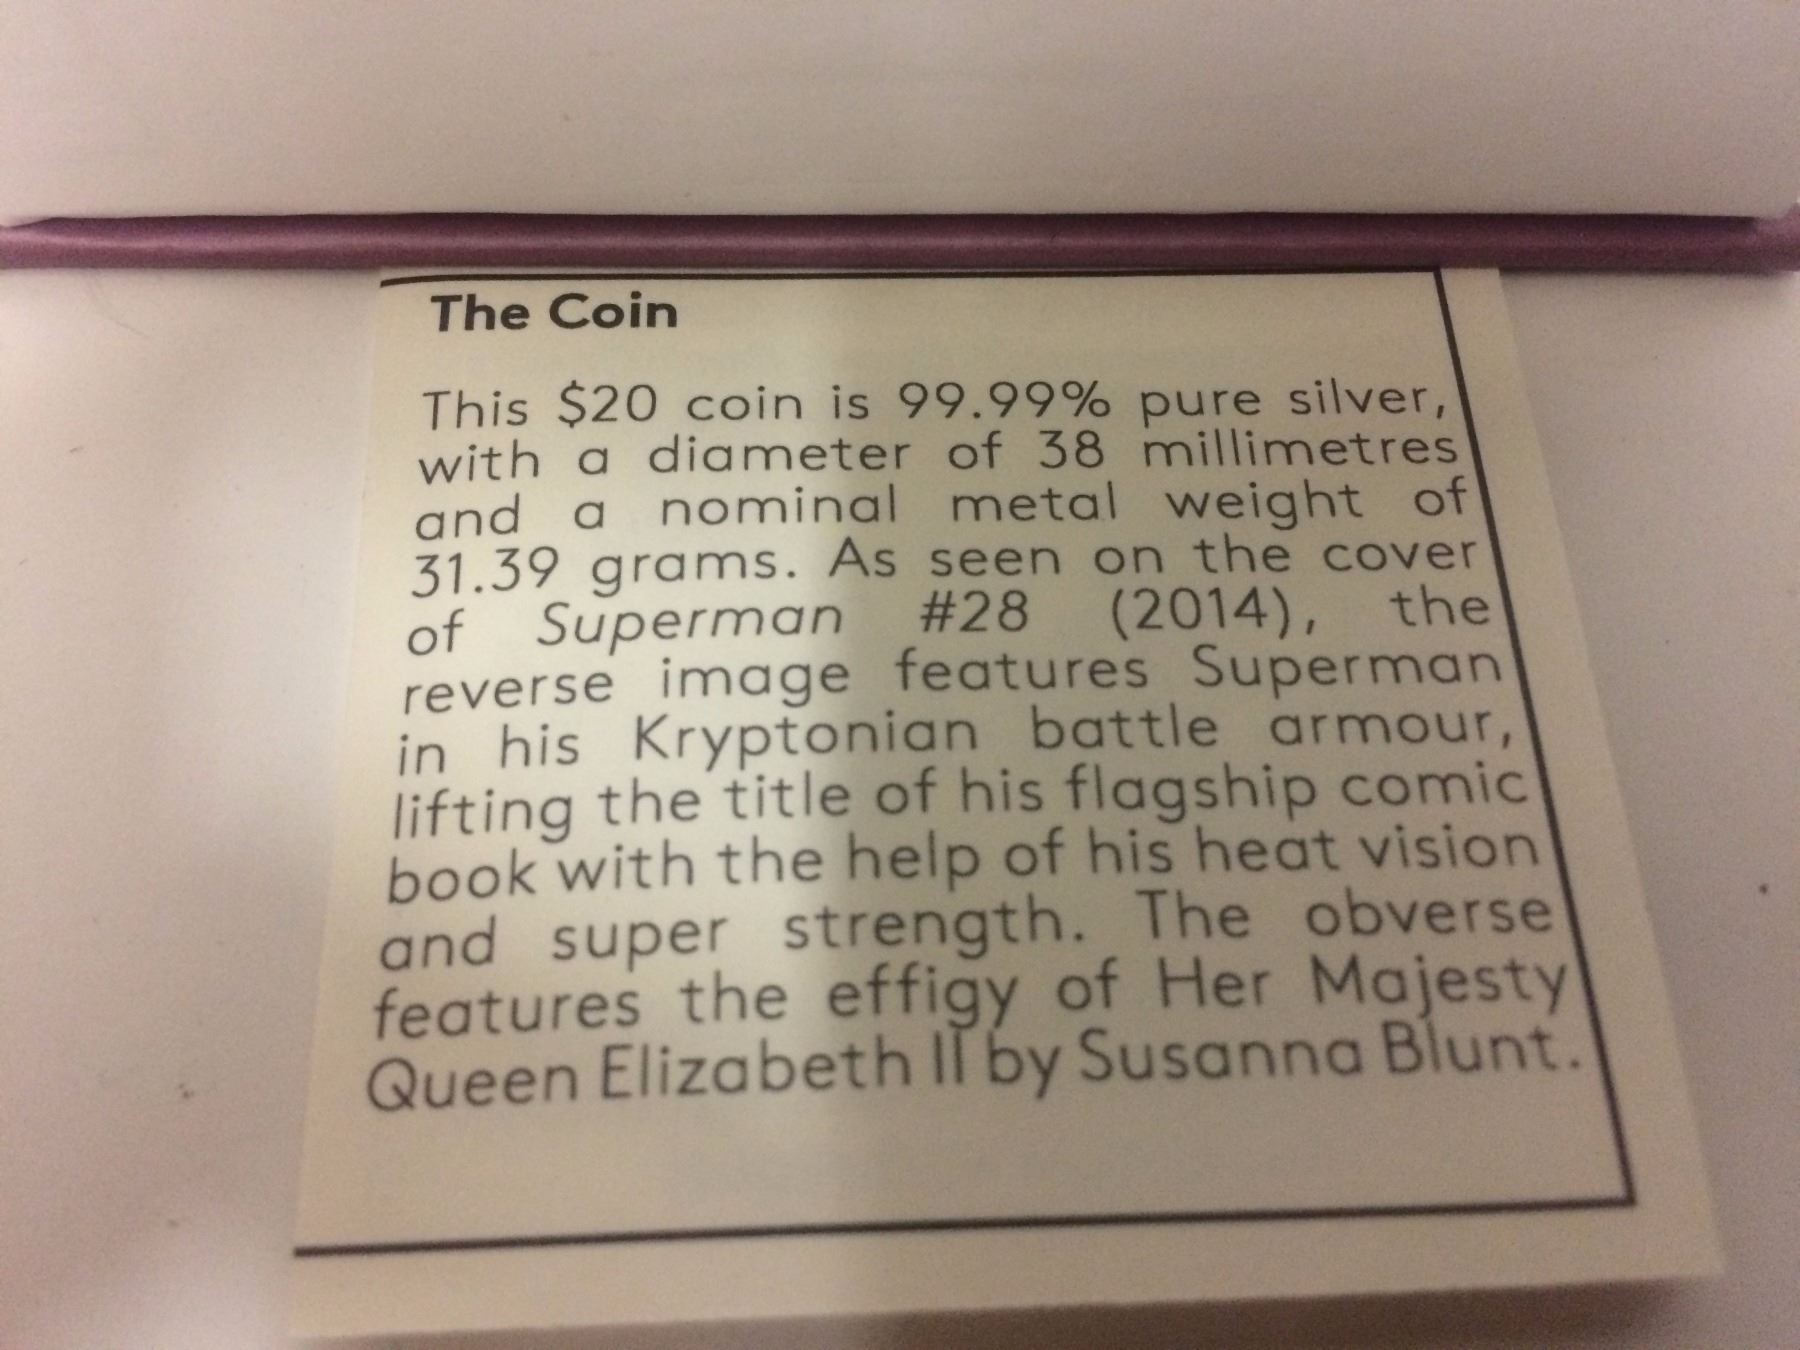 The Coin
This $20 coin is 99.99% pure silver,
with a diameter of 38 millimetres
and a nominal metal weight of
31.39 grams. As seen on the cover
of Superman #28 (2014), the
reverse image features Superman
in his Kryptonian battle armour,
lifting the title of his flagship comic
book with the help of his heat vision
and super strength. The obverse
features the effigy of Her Majesty
Queen Elizabeth II by Susanna Blunt.